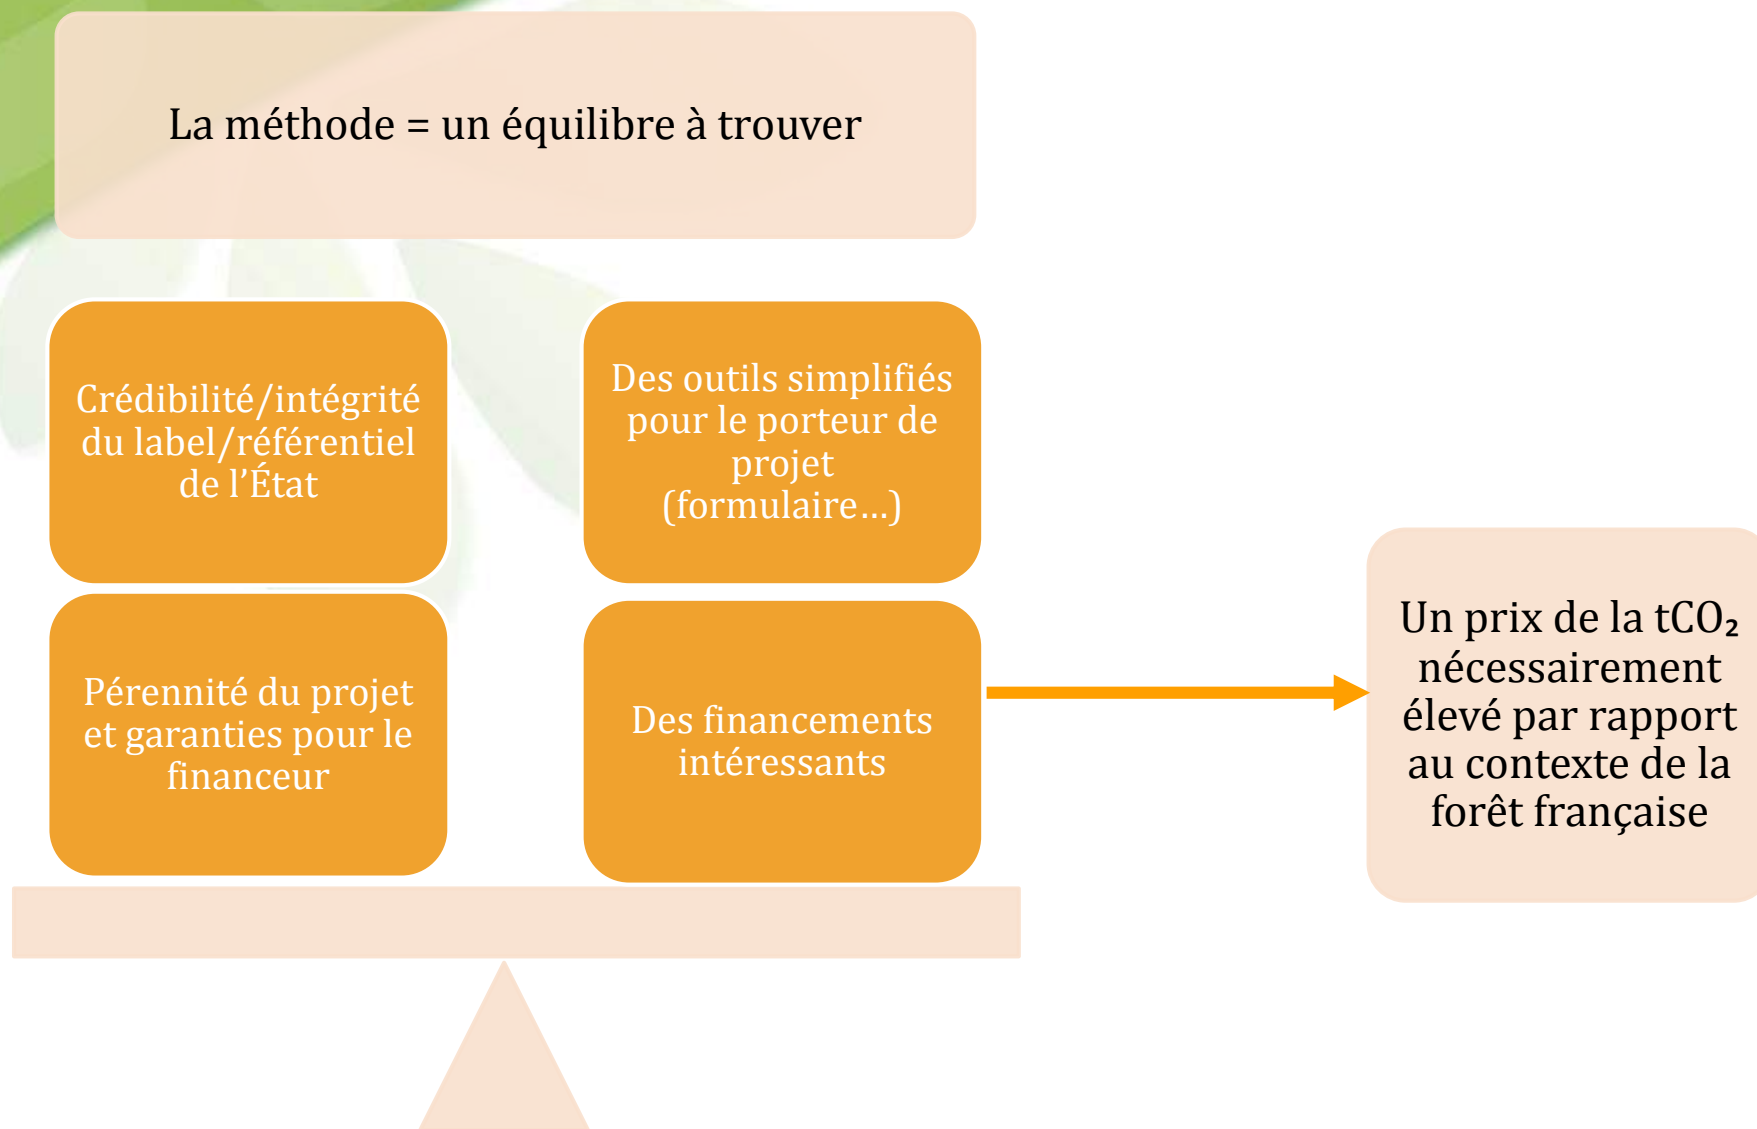 La méthode = un équilibre à trouver
Crédibilité/intégrité
du label/référentiel
de l’État
Des outils simplifiés
pour le porteur de
projet
(formulaire…)
Pérennité du projet
et garanties pour le
financeur
Des financements
intéressants
Un prix de la tCO₂
nécessairement
élevé par rapport
au contexte de la
forêt française